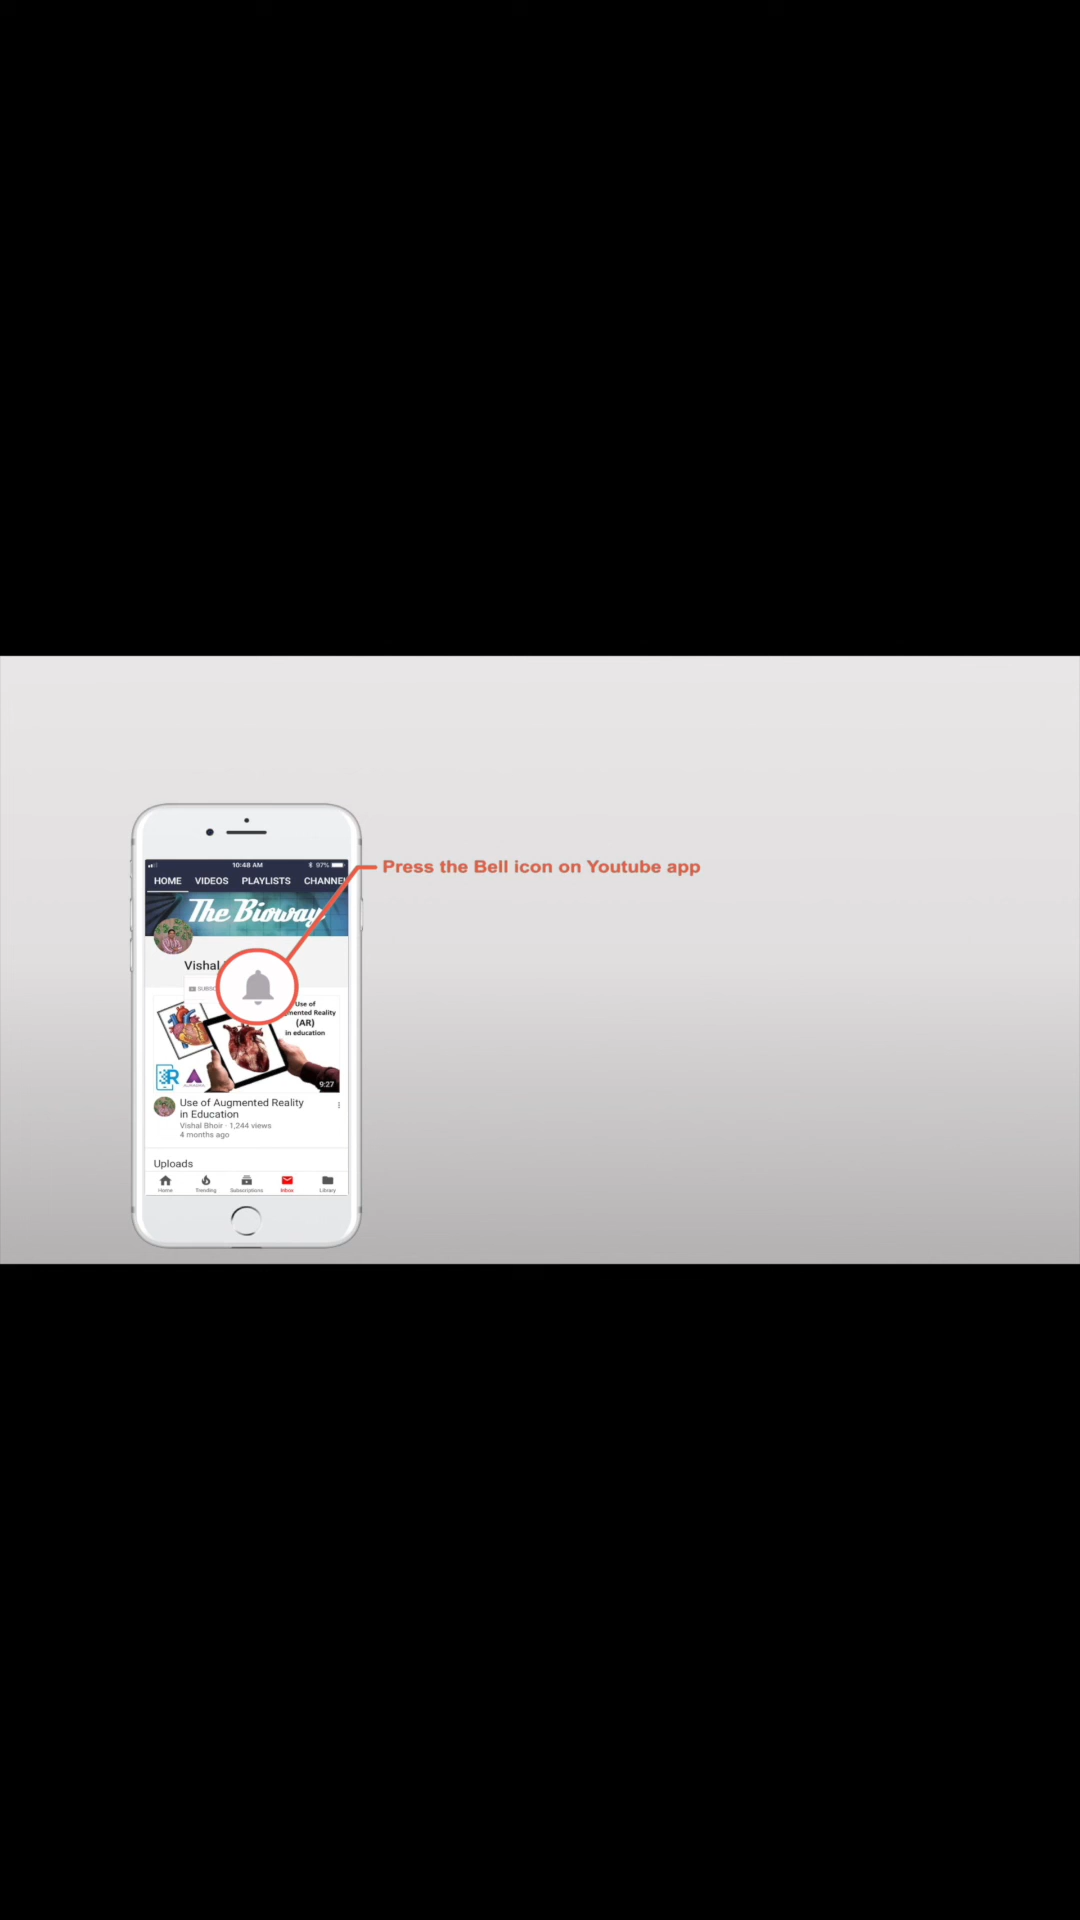 10:48 AM
97%
HOME VIDEOS PLAYLISTS CHANNE
The Bioway
Press the Bell icon on Youtube app
Vishal
SUBSC
Use of
mented Reality
(AR)
in education
R
9:27
Use of Augmented Reality
in Education
Vishal Bhoir · 1,244 views
4 months ago
Uploads
Home Trending Subscriptions Inbox Library